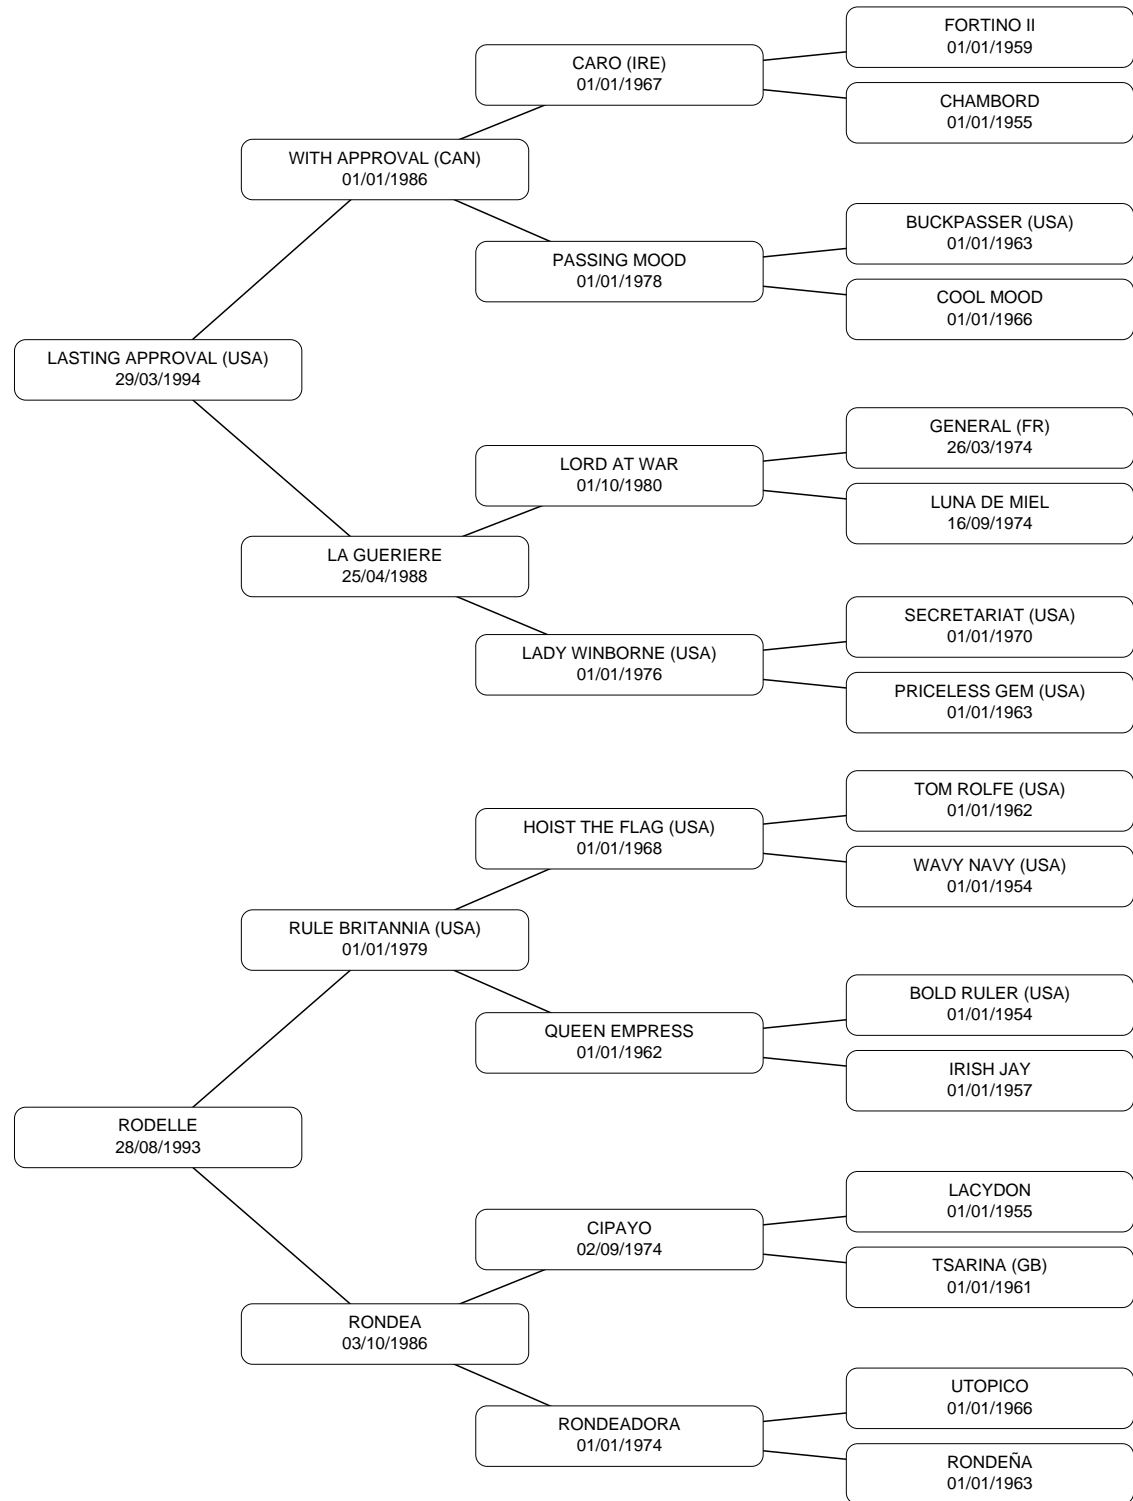 FORTINO II
01/01/1959
CARO (IRE)
01/01/1967
CHAMBORD
01/01/1955
WITH APPROVAL (CAN)
01/01/1986
BUCKPASSER (USA)
01/01/1963
PASSING MOOD
01/01/1978
COOL MOOD
01/01/1966
LASTING APPROVAL (USA)
29/03/1994
GENERAL (FR)
26/03/1974
LORD AT WAR
01/10/1980
LUNA DE MIEL
16/09/1974
LA GUERIERE
25/04/1988
SECRETARIAT (USA)
01/01/1970
LADY WINBORNE (USA)
01/01/1976
PRICELESS GEM (USA)
01/01/1963
TOM ROLFE (USA)
01/01/1962
HOIST THE FLAG (USA)
01/01/1968
WAVY NAVY (USA)
01/01/1954
RULE BRITANNIA (USA)
01/01/1979
BOLD RULER (USA)
01/01/1954
QUEEN EMPRESS
01/01/1962
IRISH JAY
01/01/1957
RODELLE
28/08/1993
LACYDON
01/01/1955
CIPAYO
02/09/1974
TSARINA (GB)
01/01/1961
RONDEA
03/10/1986
UTOPICO
01/01/1966
RONDEADORA
01/01/1974
RONDEÑA
01/01/1963